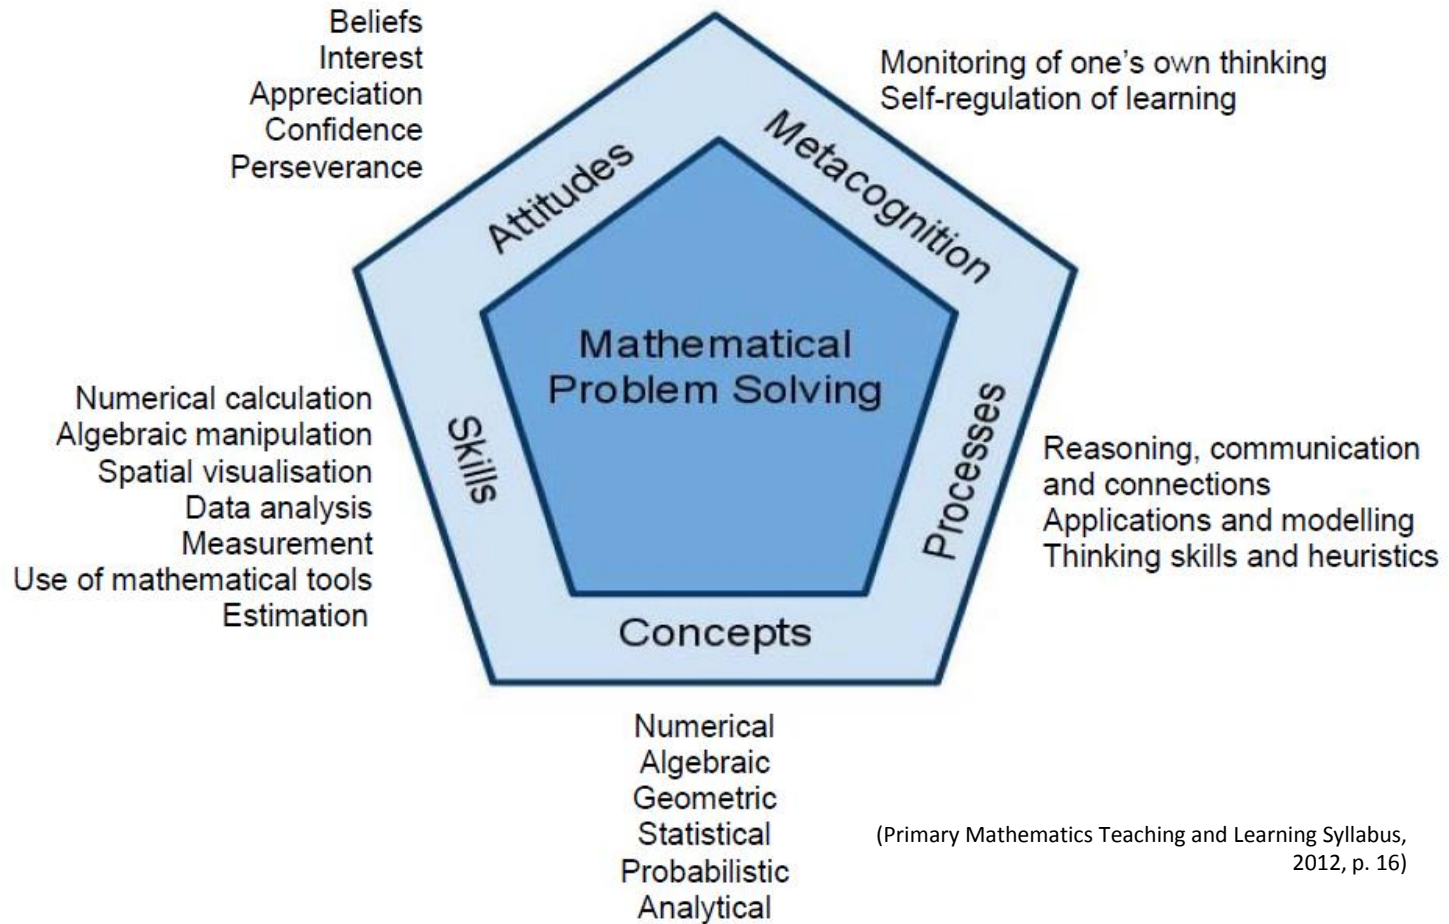 Beliefs
Interest
Appreciation
Confidence
Perseverance
Monitoring of one's own thinking
Self-regulation of learning
Attitudes
Metacognition
Mathematical
Problem Solving
Numerical calculation
Algebraic manipulation
Spatial visualisation
Data analysis
Measurement
Use of mathematical tools
Estimation
Skills
Processes
Reasoning, communication
and connections
Applications and modelling
Thinking skills and heuristics
Concepts
Numerical
Algebraic
Geometric
Statistical
Probabilistic
Analytical
(Primary Mathematics Teaching and Learning Syllabus,
2012, p. 16)